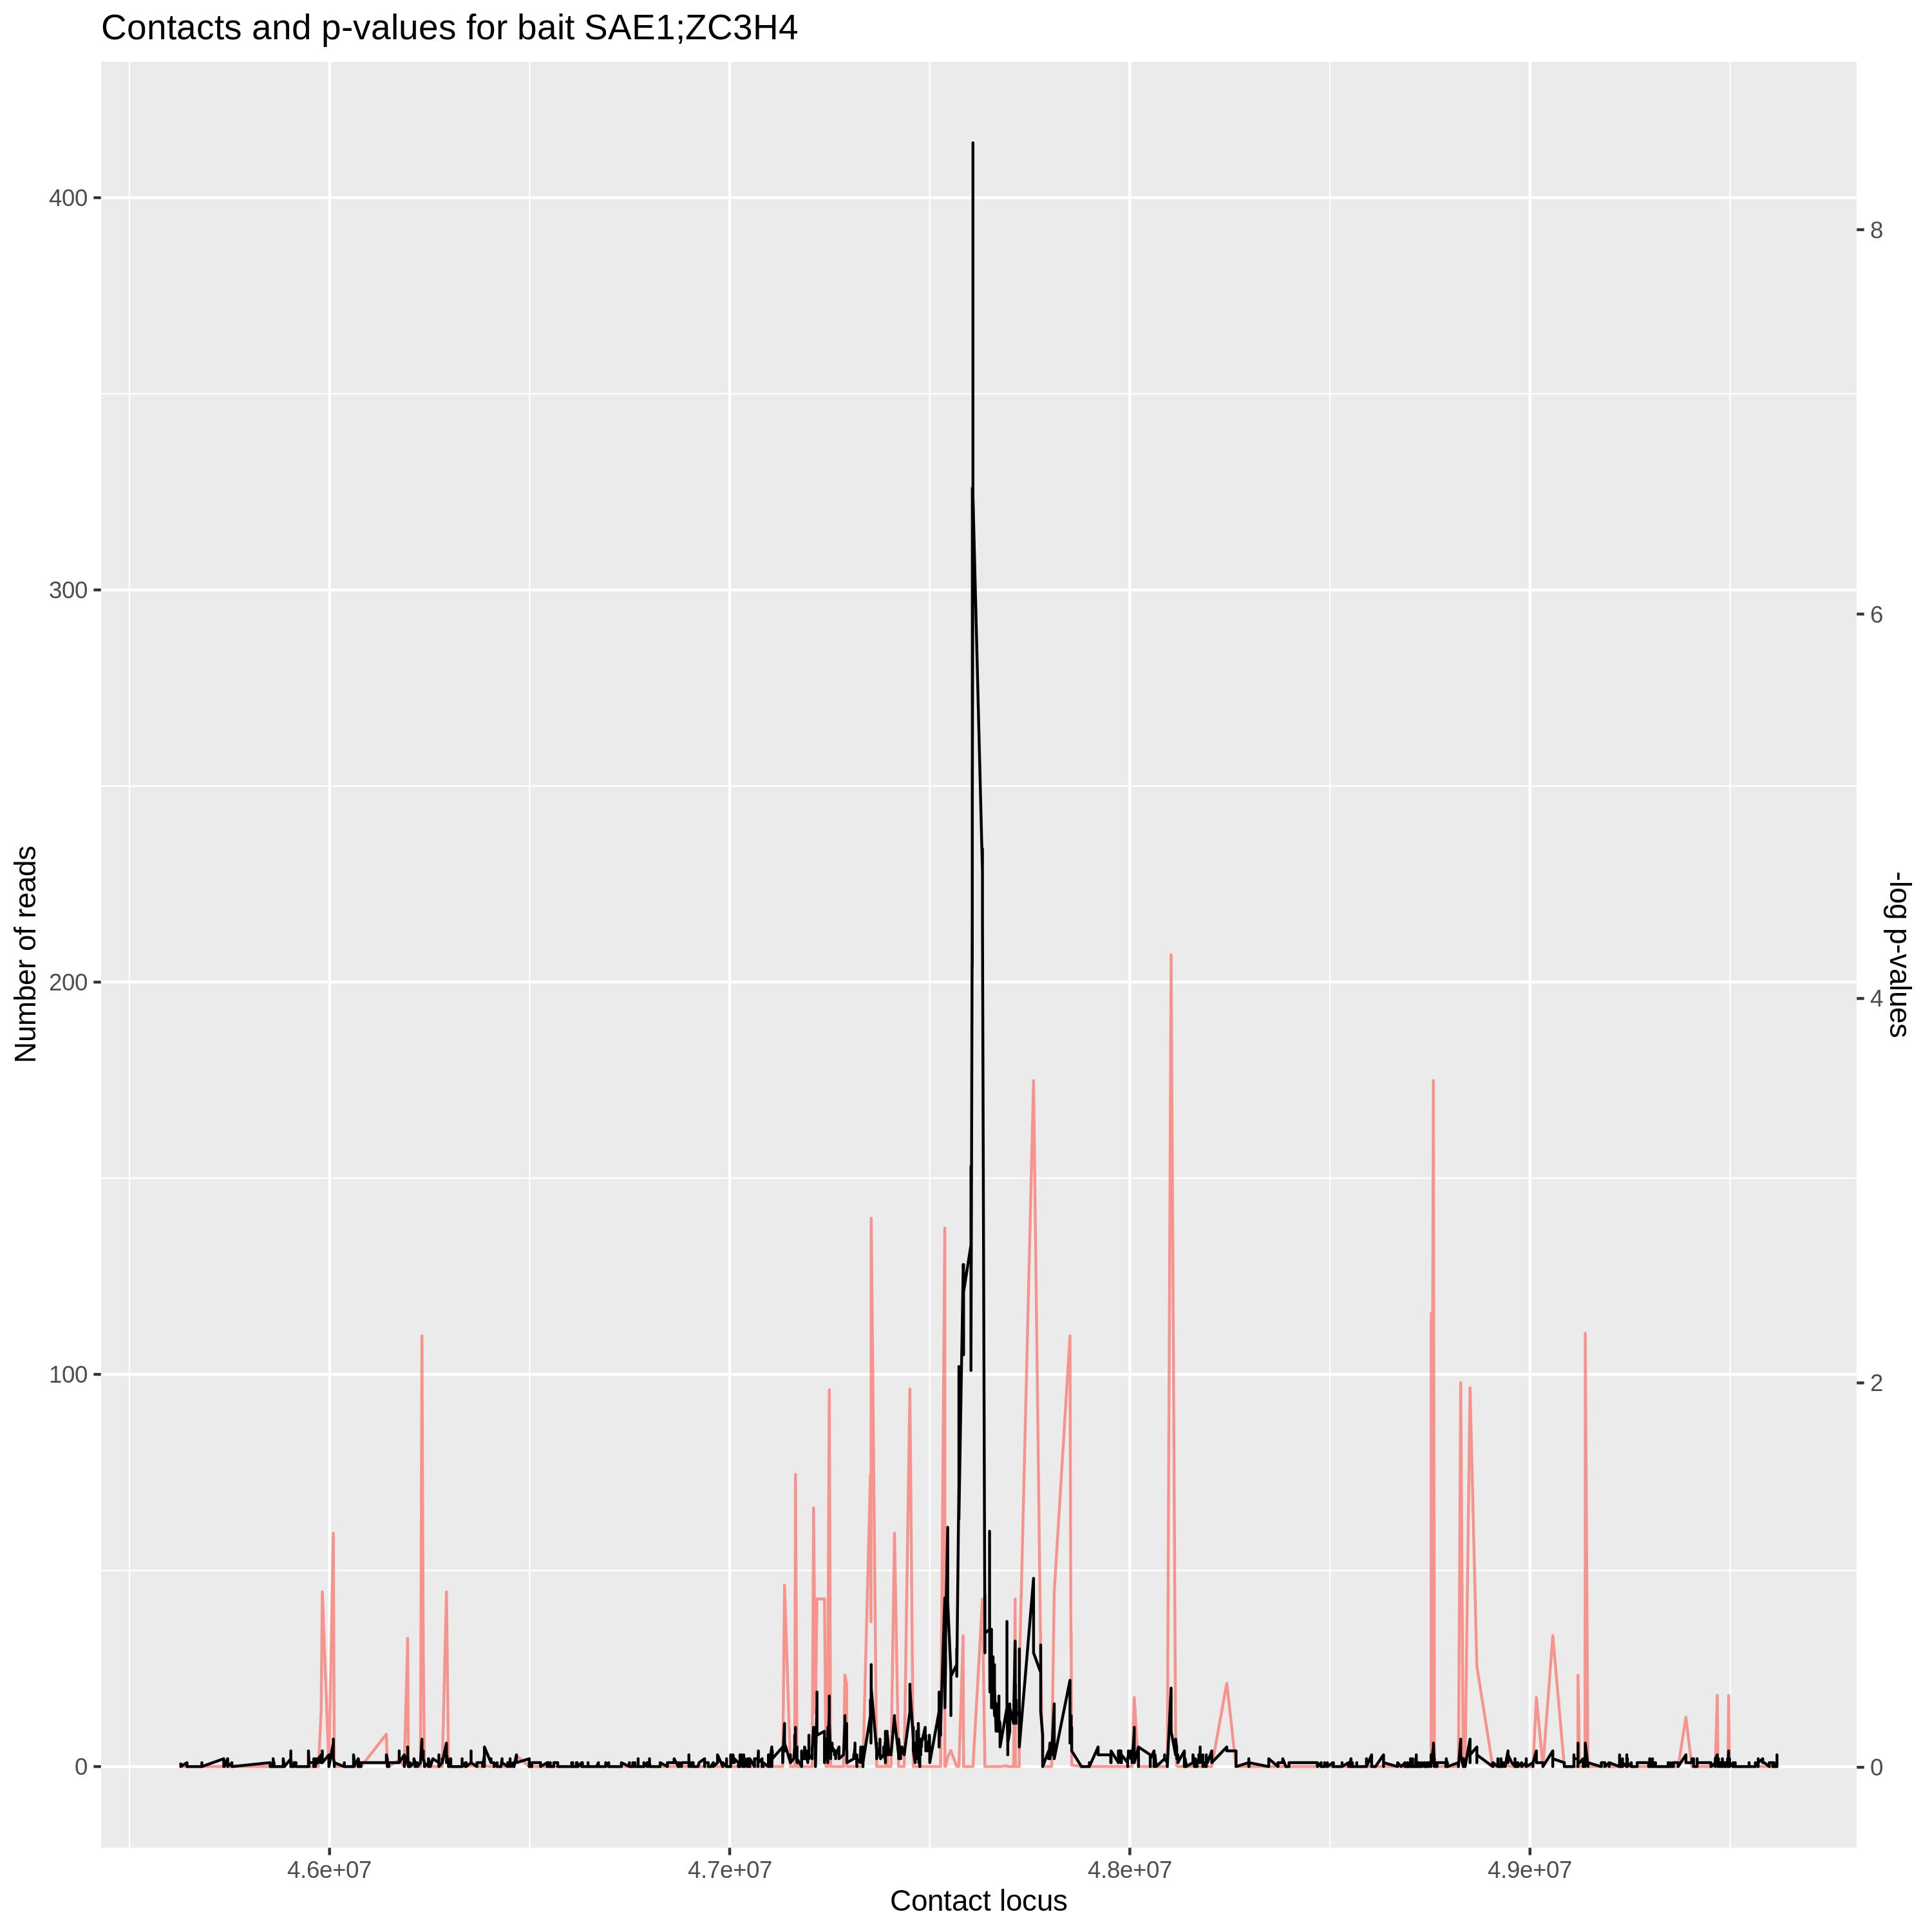 Contacts and p-values for bait SAE1;ZC3H4
Number of reads
400
300
200
100
0
8
6
4
2
0
-log p-values
4.6e+07
4.7e+07
4.8e+07
4.9e+07
Contact locus